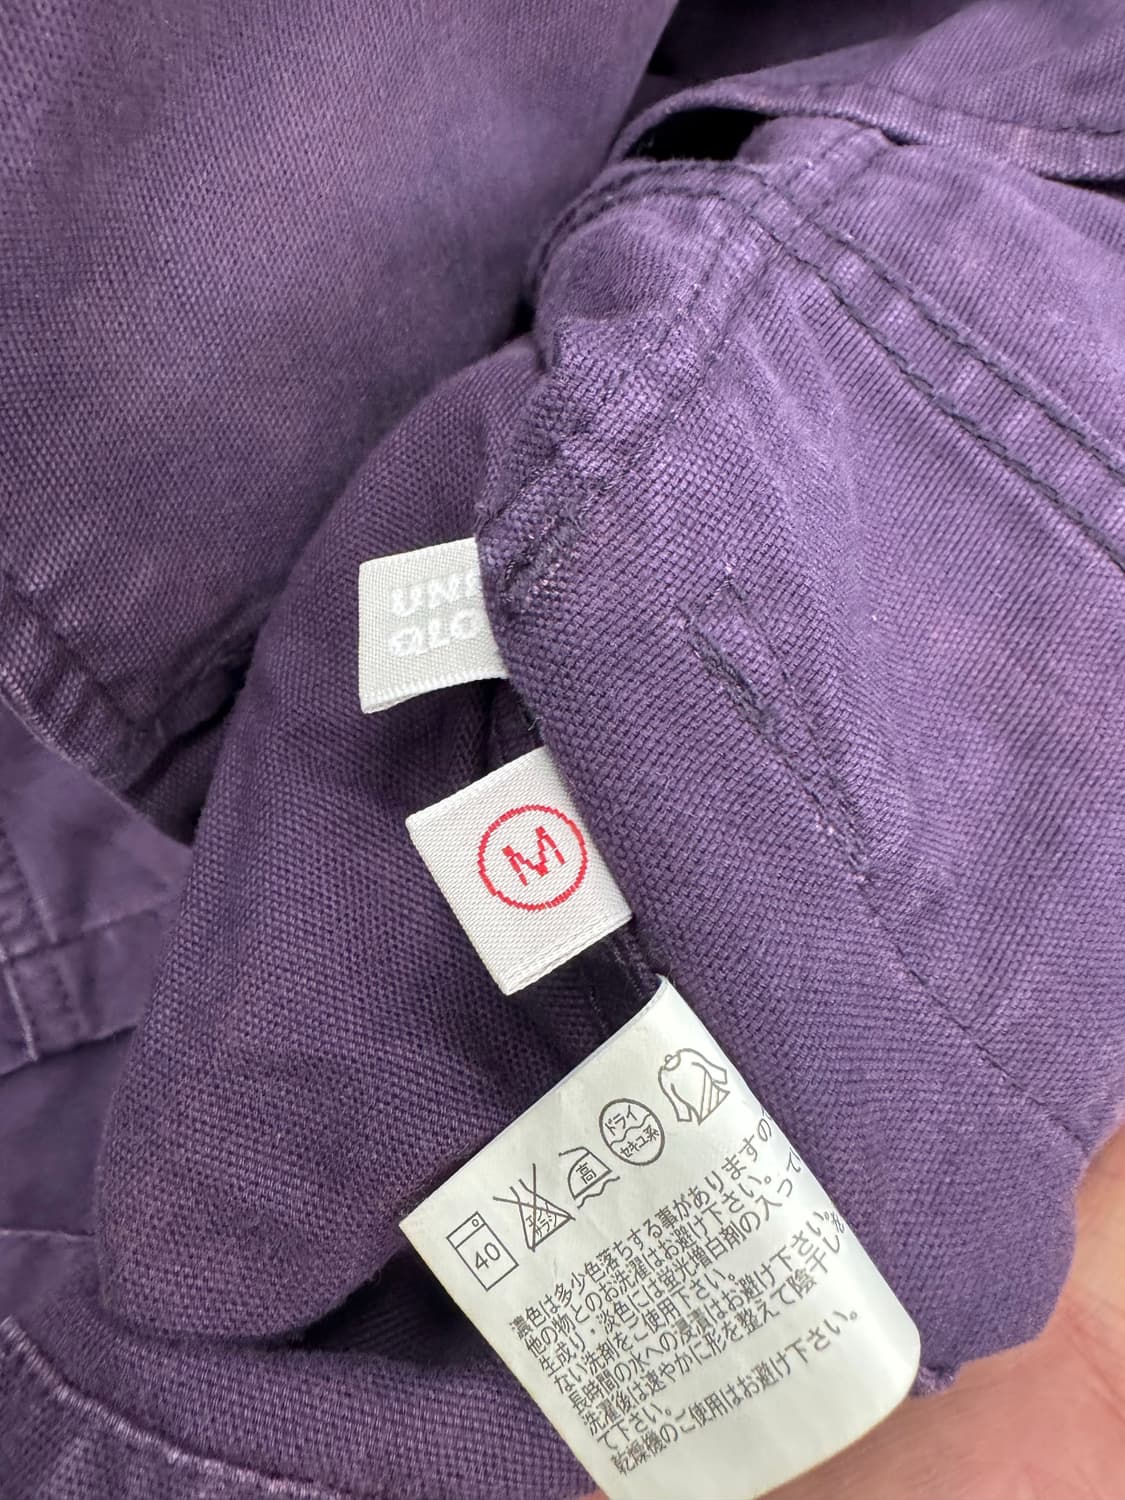 UNI
QLO
M
40
エンソ
サラシ
高
ドライ
セキユ系
濃色は多少色落ちする事がありますの
他の物とのお洗濯はお避け下さい。
生成り・淡色には蛍光増白剤の入って
ない洗剤をご使用下さい。
長時間の水への浸漬はお避け下さい。
洗濯後は速やかに形を整えて陰干し
て下さい。
乾燥機のご使用はお避け下さい。